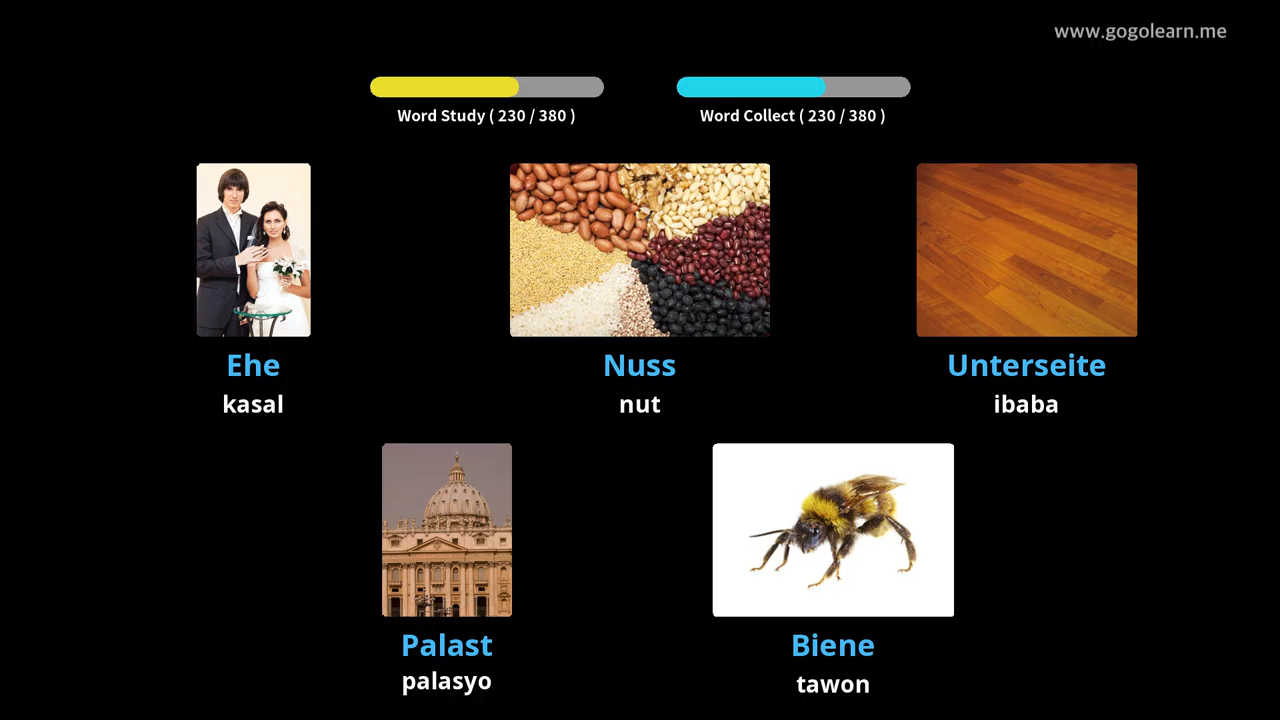 www.gogolearn.me
Word Study ( 230 / 380 )
Word Collect ( 230 / 380 )
Ehe
kasal
Nuss
nut
Unterseite
ibaba
Palast
palasyo
Biene
tawon